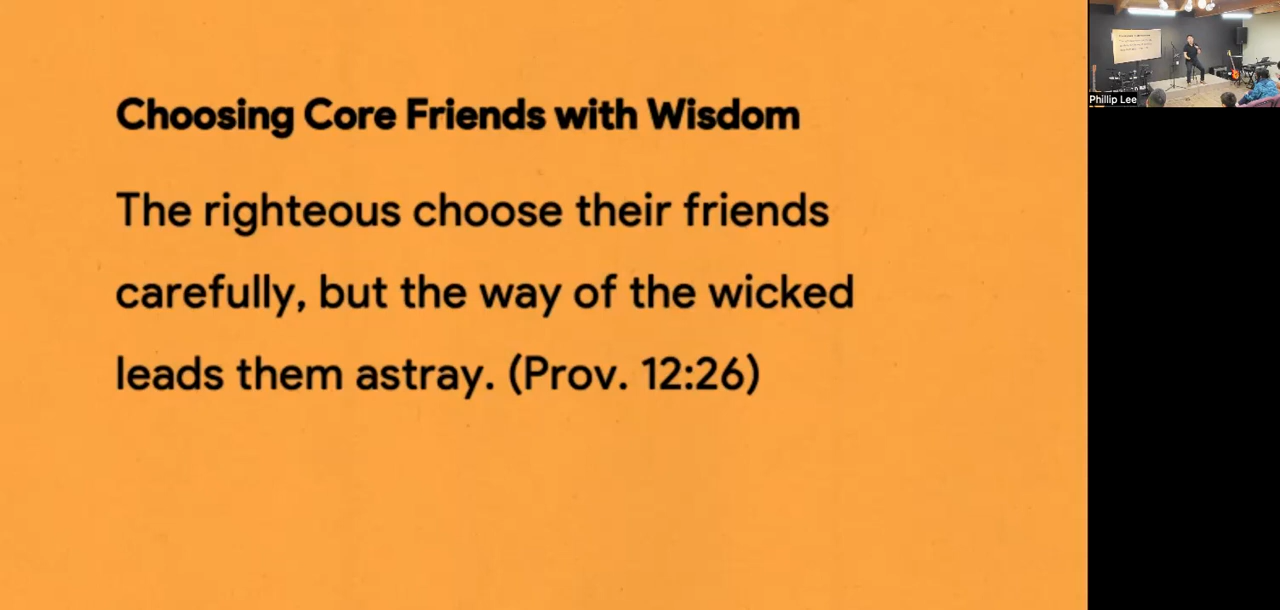 Choosing Core Friends with Wisdom
The righteous choose their friends
carefully, but the way of the wicked
leads them astray. (Prov. 12:26)
Phillip Lee